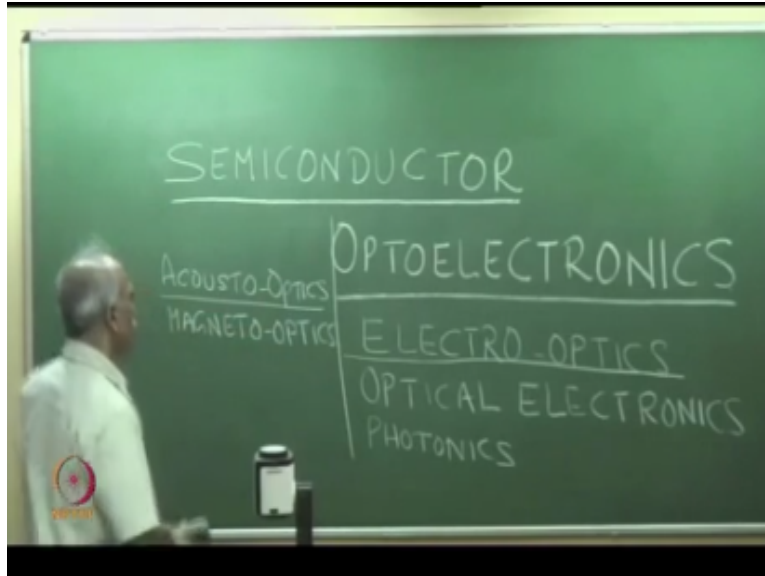 SEMICONDUCTOR
OPTOELECTRONICS
ACOUSTO-OPTICS
MAGNETO-OPTICS
ELECTRO-OPTICS
OPTICAL ELECTRONICS
PHOTONICS